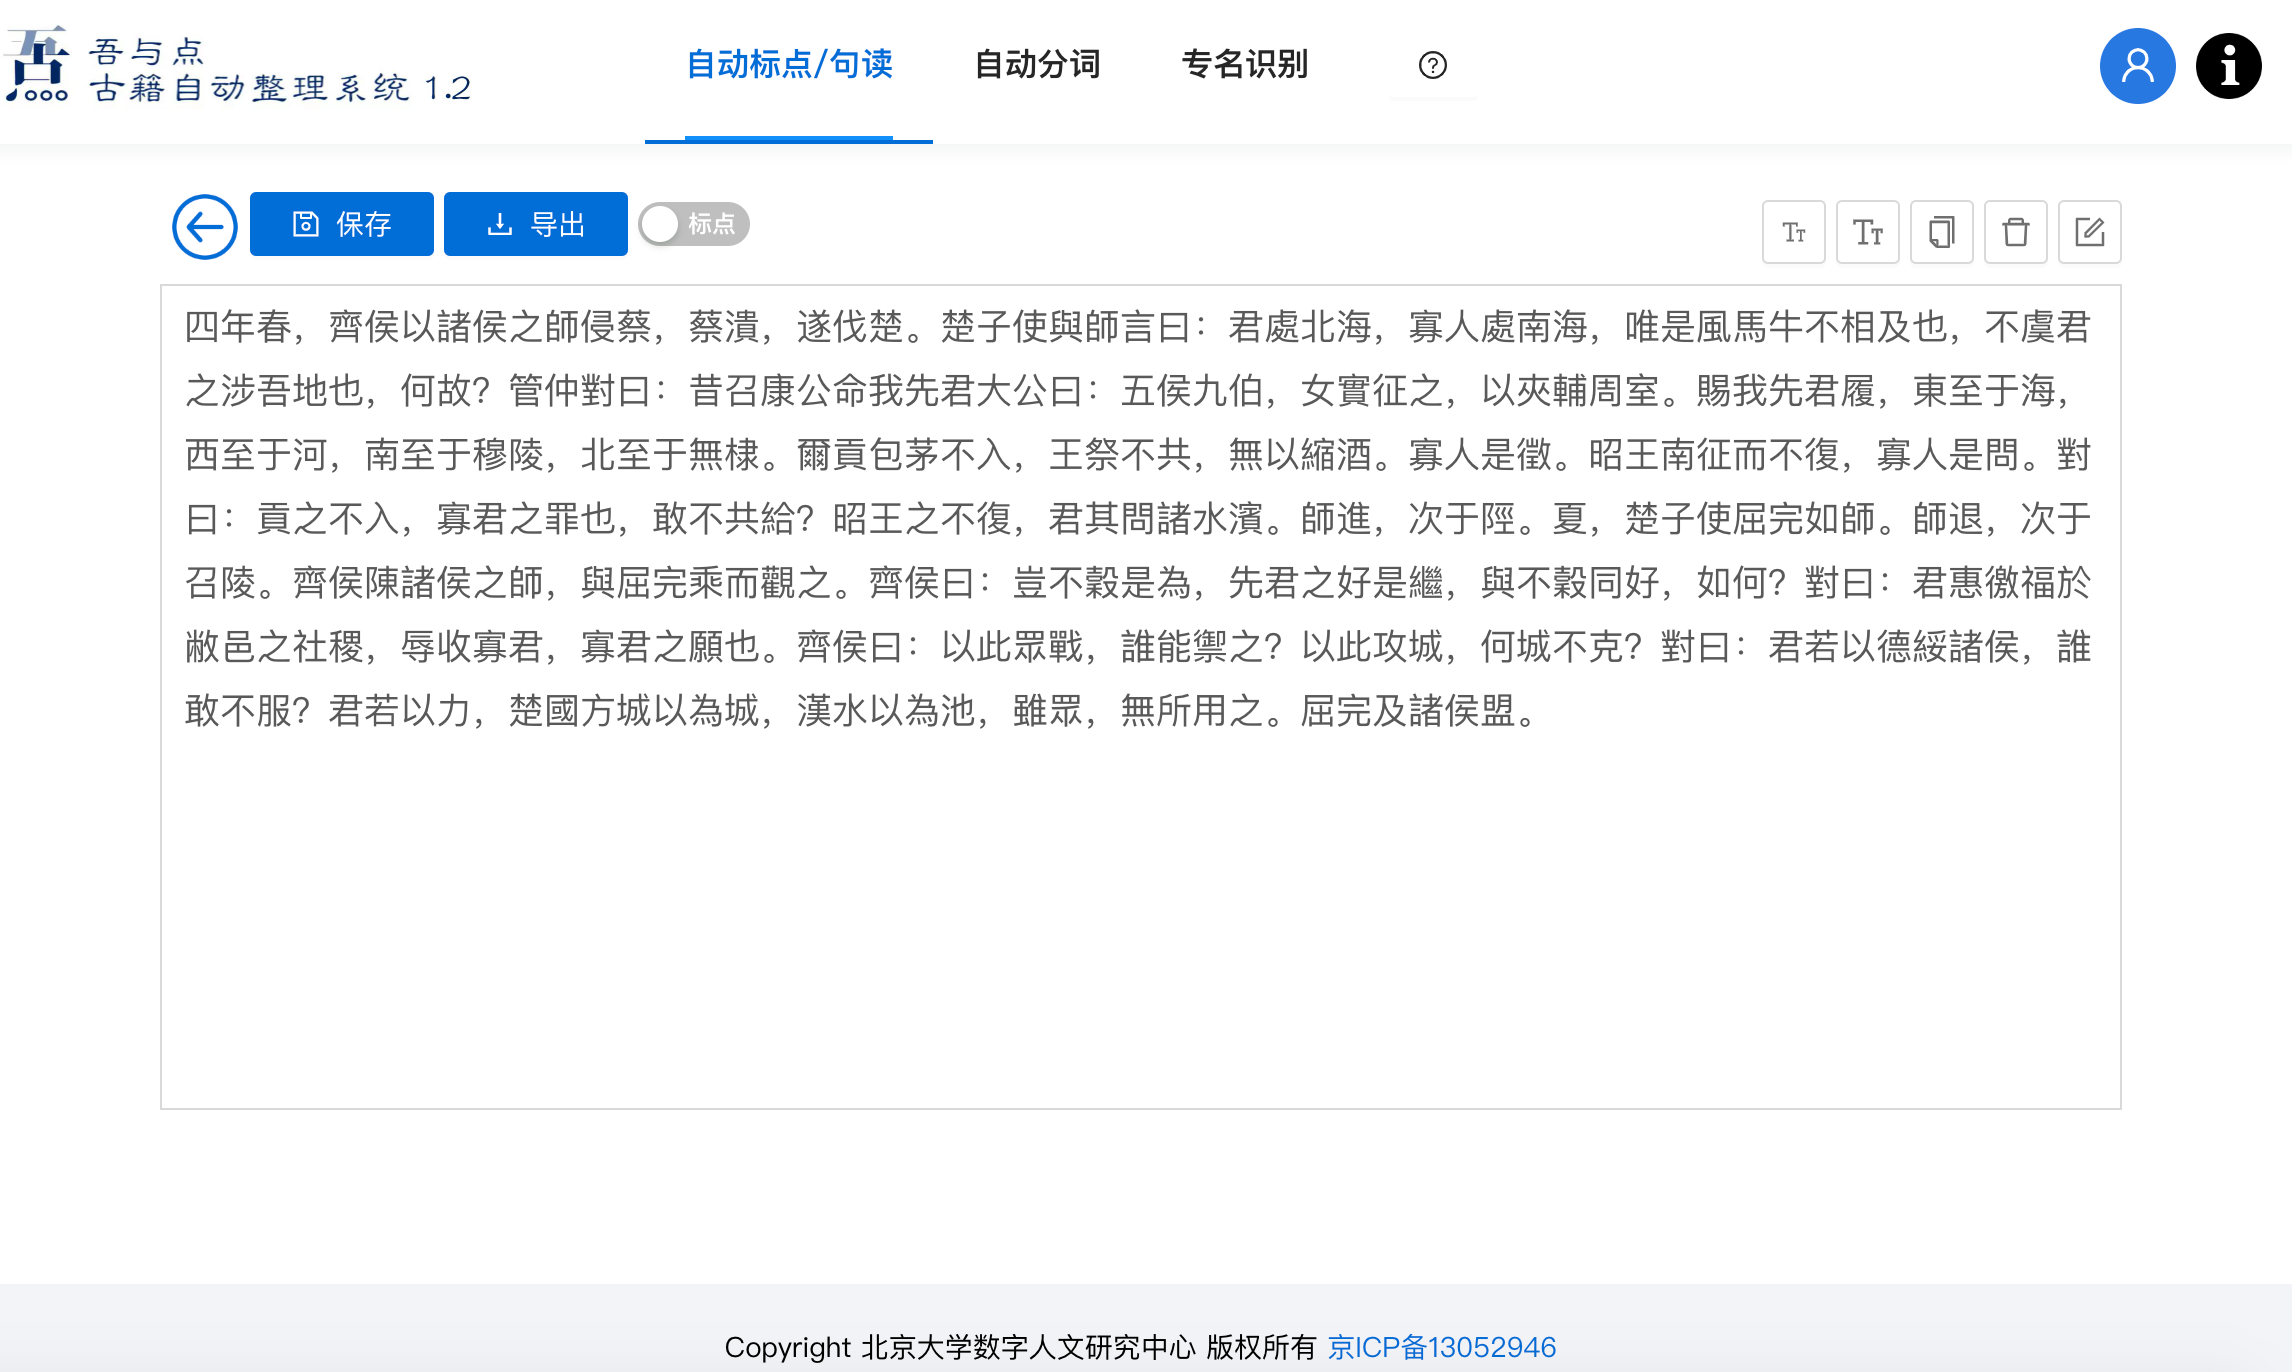 吾与点
古籍自动整理系统 1.2
自动标点/句读 自动分词 专名识别
保存 导出 标点
四年春，齊侯以諸侯之師侵蔡，蔡潰，遂伐楚。楚子使與師言曰：君處北海，寡人處南海，唯是風馬牛不相及也，不虞君
之涉吾地也，何故？管仲對曰：昔召康公命我先君大公曰：五侯九伯，女實征之，以夾輔周室。賜我先君履，東至于海，
西至于河，南至于穆陵，北至于無棣。爾貢包茅不入，王祭不共，無以縮酒。寡人是徵。昭王南征而不復，寡人是問。對
曰：貢之不入，寡君之罪也，敢不共給？昭王之不復，君其問諸水濱。師進，次于陘。夏，楚子使屈完如師。師退，次于
召陵。齊侯陳諸侯之師，與屈完乘而觀之。齊侯曰：豈不穀是為，先君之好是繼，與不穀同好，如何？對曰：君惠徼福於
敝邑之社稷，辱收寡君，寡君之願也。齊侯曰：以此眾戰，誰能禦之？以此攻城，何城不克？對曰：君若以德綏諸侯，誰
敢不服？君若以力，楚國方城以為城，漢水以為池，雖眾，無所用之。屈完及諸侯盟。
Copyright 北京大学数字人文研究中心 版权所有 京ICP备13052946